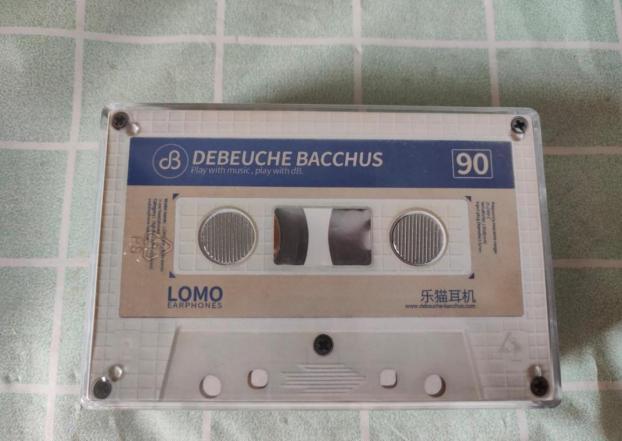 dB DEBEUCHE BACCHUS
Play with music, play with dB.
90
LOMO
EARPHONES
乐猫耳机
www.debeuche-bacchus.com